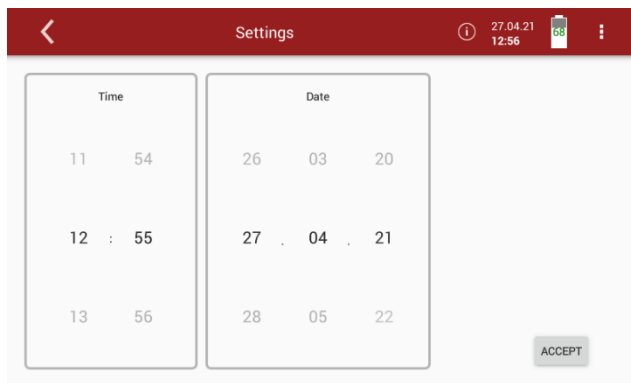 Settings
27.04.21
12:56
68
Time
11 54
12 : 55
13 56
Date
26 03 20
27 . 04 . 21
28 05 22
ACCEPT